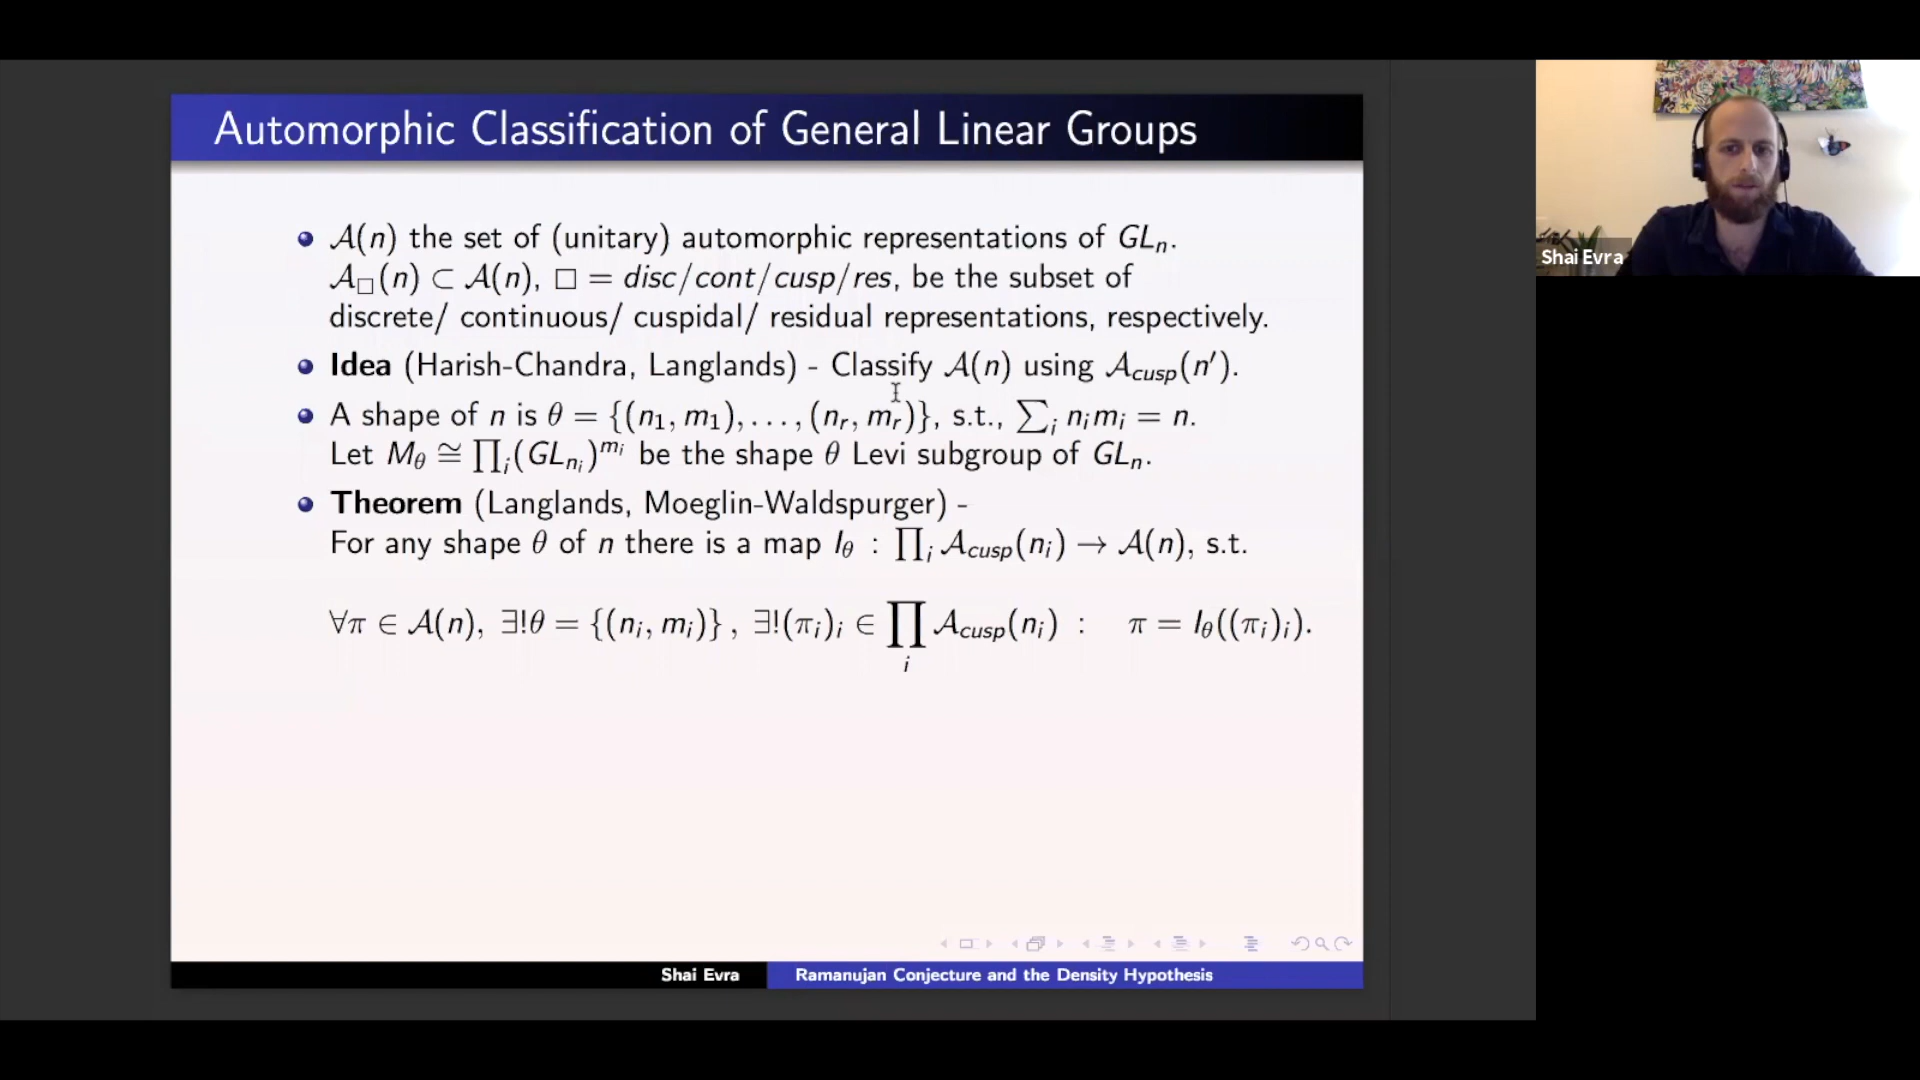 Automorphic Classification of General Linear Groups
𝒜(n) the set of (unitary) automorphic representations of GLₙ.
𝒜□(n) ⊂ 𝒜(n), □ = disc/cont/cusp/res, be the subset of
discrete/ continuous/ cuspidal/ residual representations, respectively.
Idea (Harish-Chandra, Langlands) - Classify 𝒜(n) using 𝒜_cusp(n′).
A shape of n is θ = {(n₁, m₁), . . . , (nᵣ, mᵣ)}, s.t., ∑ᵢ nᵢmᵢ = n.
Let M_θ ≅ ∏ᵢ(GL_{nᵢ})^{mᵢ} be the shape θ Levi subgroup of GLₙ.
Theorem (Langlands, Moeglin-Waldspurger) -
For any shape θ of n there is a map I_θ : ∏ᵢ 𝒜_cusp(nᵢ) → 𝒜(n), s.t.
∀π ∈ 𝒜(n), ∃!θ = {(nᵢ, mᵢ)} , ∃!(πᵢ)ᵢ ∈ ∏ᵢ 𝒜_cusp(nᵢ) : π = I_θ((πᵢ)ᵢ).
Shai Evra Ramanujan Conjecture and the Density Hypothesis
Shai Evra